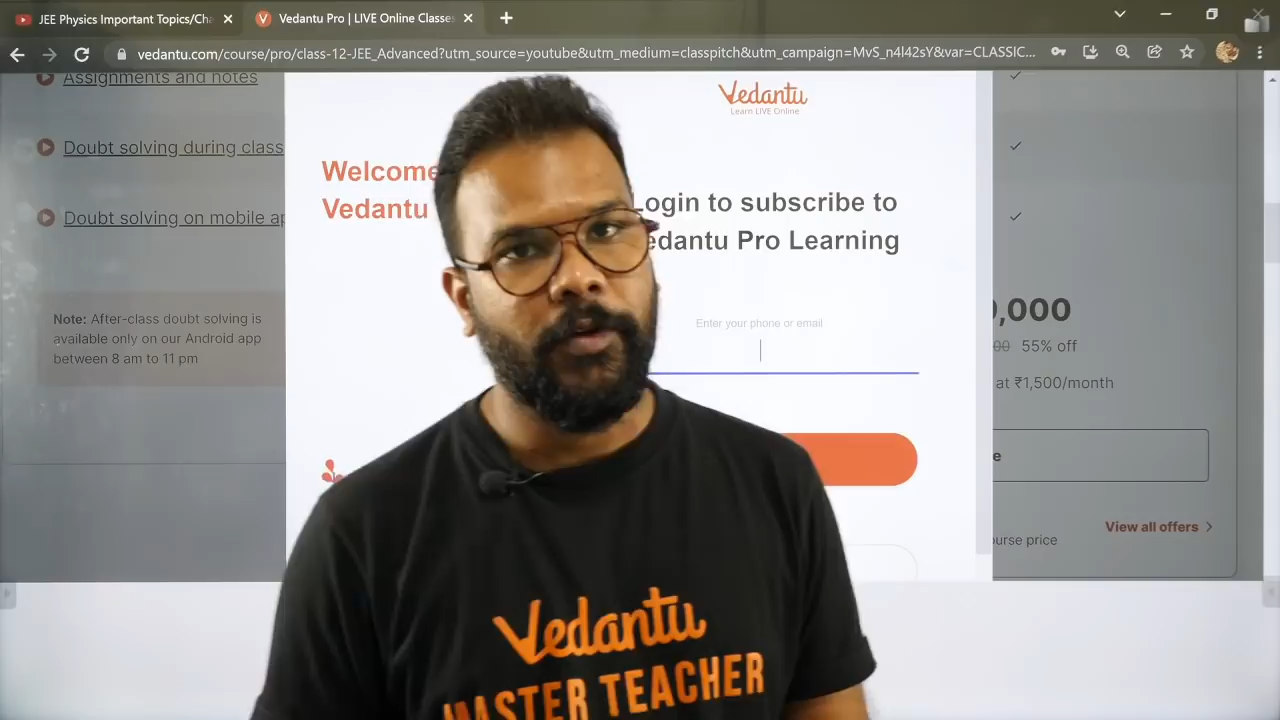 JEE Physics Important Topics/Cha
Vedantu Pro | LIVE Online Classes
vedantu.com/course/pro/class-12-JEE_Advanced?utm_source=youtube&utm_medium=classpitch&utm_campaign=MvS_n4l42sY&var=CLASSIC...
Assignments and notes
Doubt solving during class
Doubt solving on mobile ap
Note: After-class doubt solving is
available only on our Android app
between 8 am to 11 pm
Welcome
Vedantu
Vedantu
Learn LIVE Online
Login to subscribe to
edantu Pro Learning
Enter your phone or email
0,000
00 55% off
at ₹1,500/month
e
View all offers
ourse price
Vedantu
MASTER TEACHER